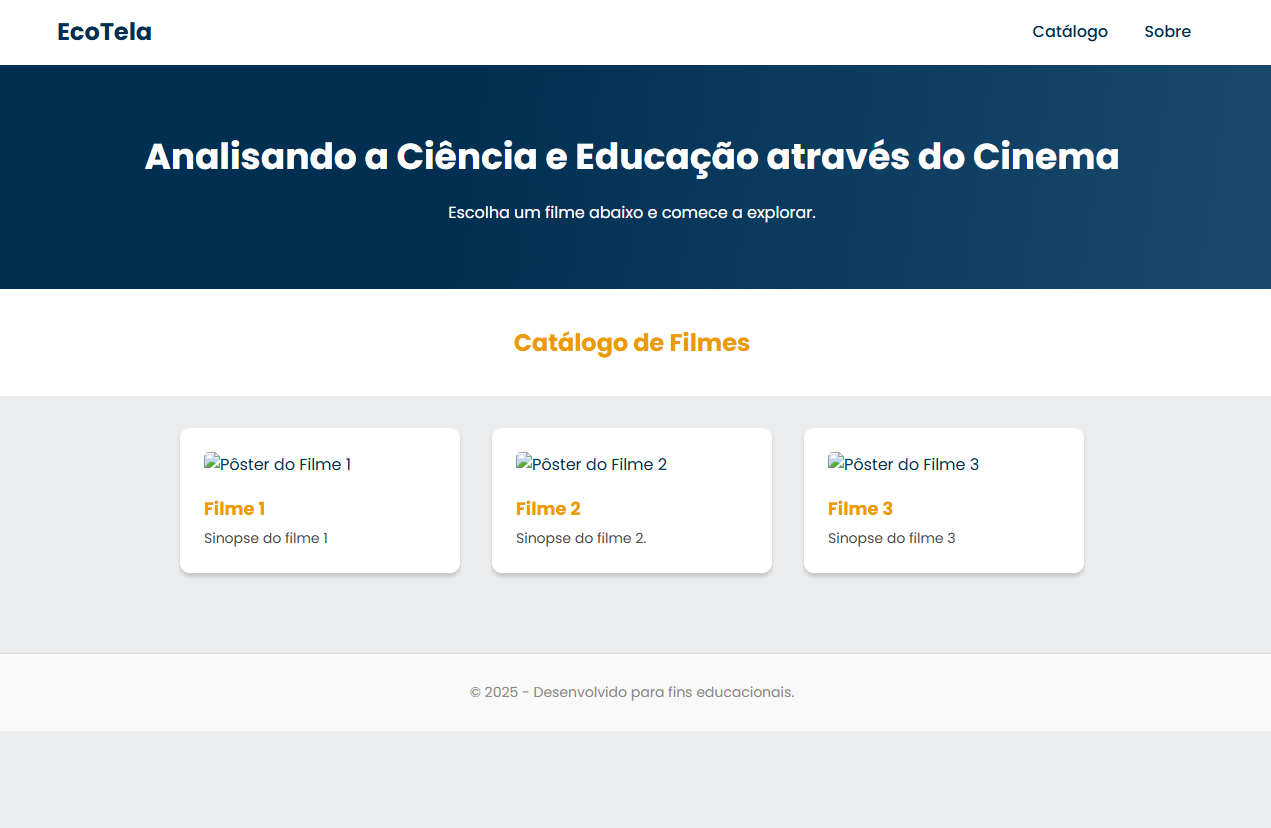 EcoTela
Catálogo
Sobre
Analisando a Ciência e Educação através do Cinema
Escolha um filme abaixo e comece a explorar.
Catálogo de Filmes
Pôster do Filme 1
Filme 1
Sinopse do filme 1
Pôster do Filme 2
Filme 2
Sinopse do filme 2.
Pôster do Filme 3
Filme 3
Sinopse do filme 3
© 2025 - Desenvolvido para fins educacionais.